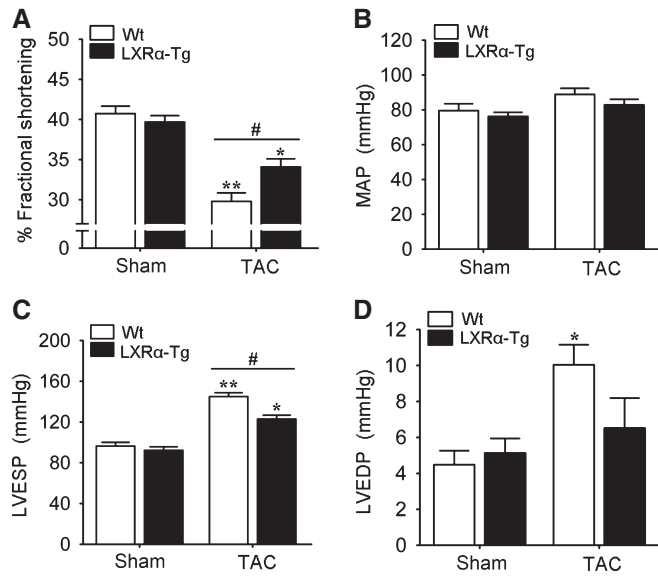 A
Wt
LXRα-Tg
% Fractional shortening
50
40
35
30
0
#
**
*
Sham
TAC
B
Wt
LXRα-Tg
MAP (mmHg)
120
100
80
60
40
20
0
Sham
TAC
C
Wt
LXRα-Tg
LVESP (mmHg)
200
160
120
80
40
0
#
**
*
Sham
TAC
D
Wt
LXRα-Tg
LVEDP (mmHg)
12
10
8
6
4
2
0
*
Sham
TAC